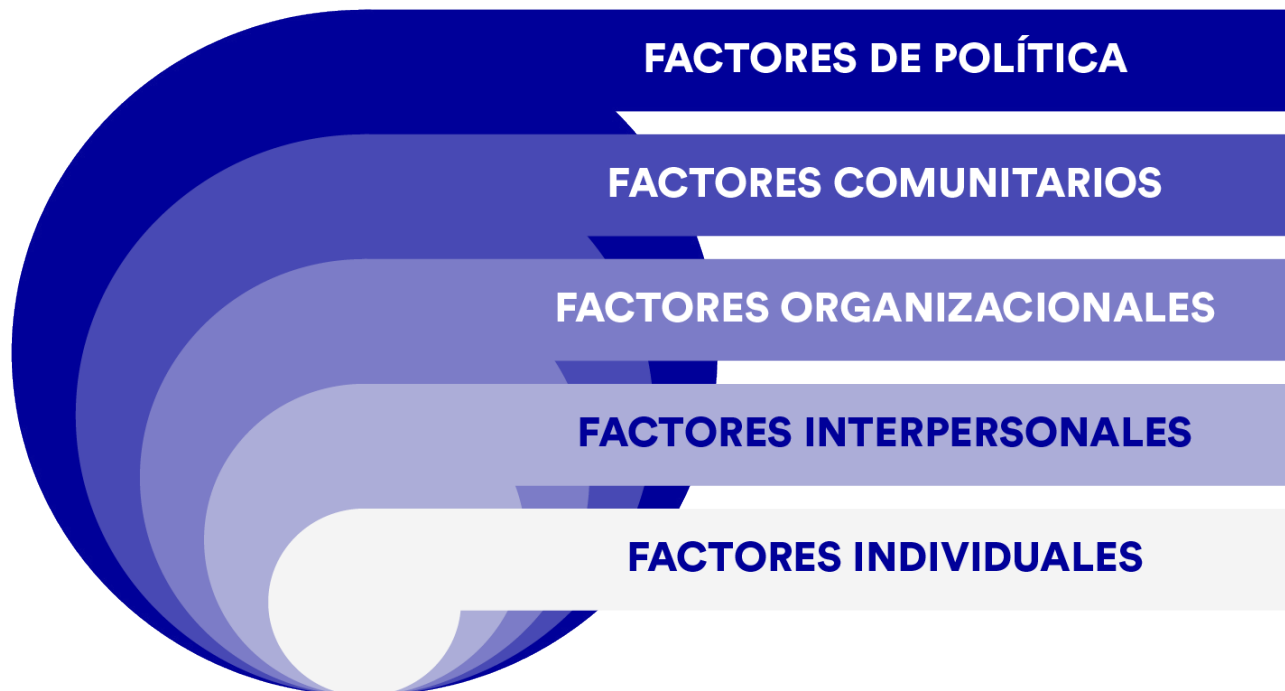 FACTORES DE POLÍTICA
FACTORES COMUNITARIOS
FACTORES ORGANIZACIONALES
FACTORES INTERPERSONALES
FACTORES INDIVIDUALES